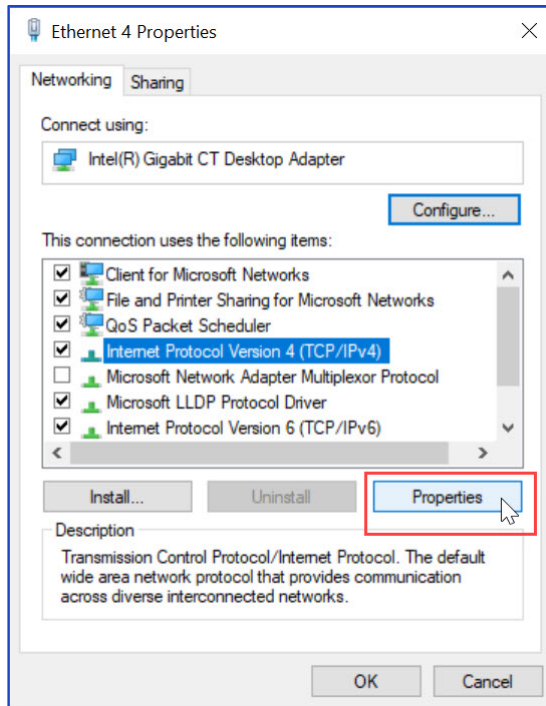 Ethernet 4 Properties
Networking Sharing
Connect using:
Intel(R) Gigabit CT Desktop Adapter
Configure...
This connection uses the following items:
Client for Microsoft Networks
File and Printer Sharing for Microsoft Networks
QoS Packet Scheduler
Internet Protocol Version 4 (TCP/IPv4)
Microsoft Network Adapter Multiplexor Protocol
Microsoft LLDP Protocol Driver
Internet Protocol Version 6 (TCP/IPv6)
Install... Uninstall Properties
Description
Transmission Control Protocol/Internet Protocol. The default
wide area network protocol that provides communication
across diverse interconnected networks.
OK Cancel